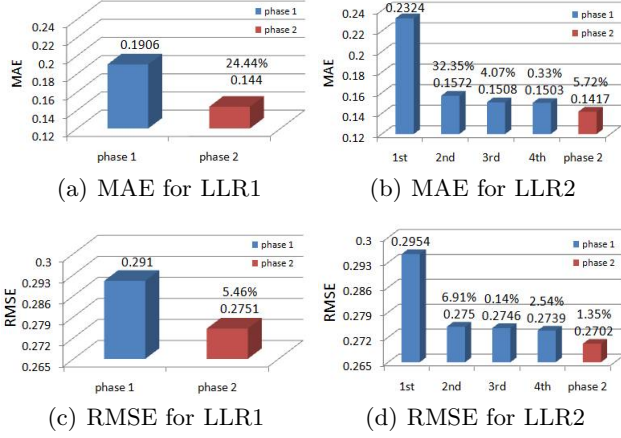 0.24
0.22
0.2
0.18
0.16
0.14
0.12
MAE
0.1906
24.44%
0.144
phase 1
phase 2
phase 1
phase 2
(a) MAE for LLR1
0.24
0.22
0.2
0.18
0.16
0.14
0.12
MAE
0.2324
32.35%
0.1572
4.07%
0.1508
0.33%
0.1503
5.72%
0.1417
phase 1
phase 2
1st
2nd
3rd
4th
phase 2
(b) MAE for LLR2
0.3
0.293
0.286
0.279
0.272
0.265
RMSE
0.291
5.46%
0.2751
phase 1
phase 2
phase 1
phase 2
(c) RMSE for LLR1
0.3
0.293
0.286
0.279
0.272
0.265
RMSE
0.2954
6.91%
0.275
0.14%
0.2746
2.54%
0.2739
1.35%
0.2702
phase 1
phase 2
1st
2nd
3rd
4th
phase 2
(d) RMSE for LLR2